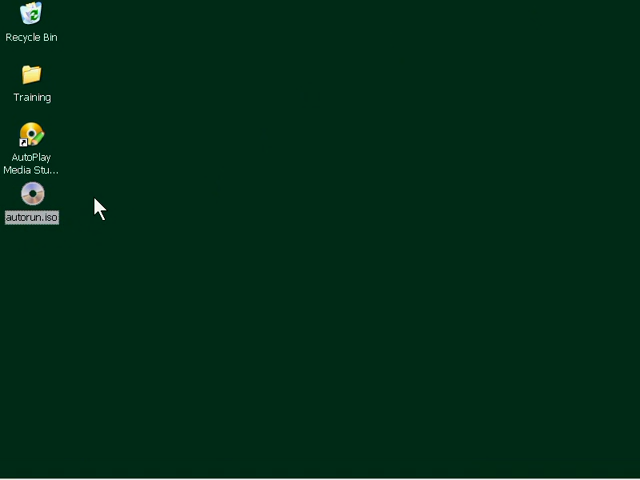 Recycle Bin
Training
AutoPlay
Media Stu...
autorun.iso